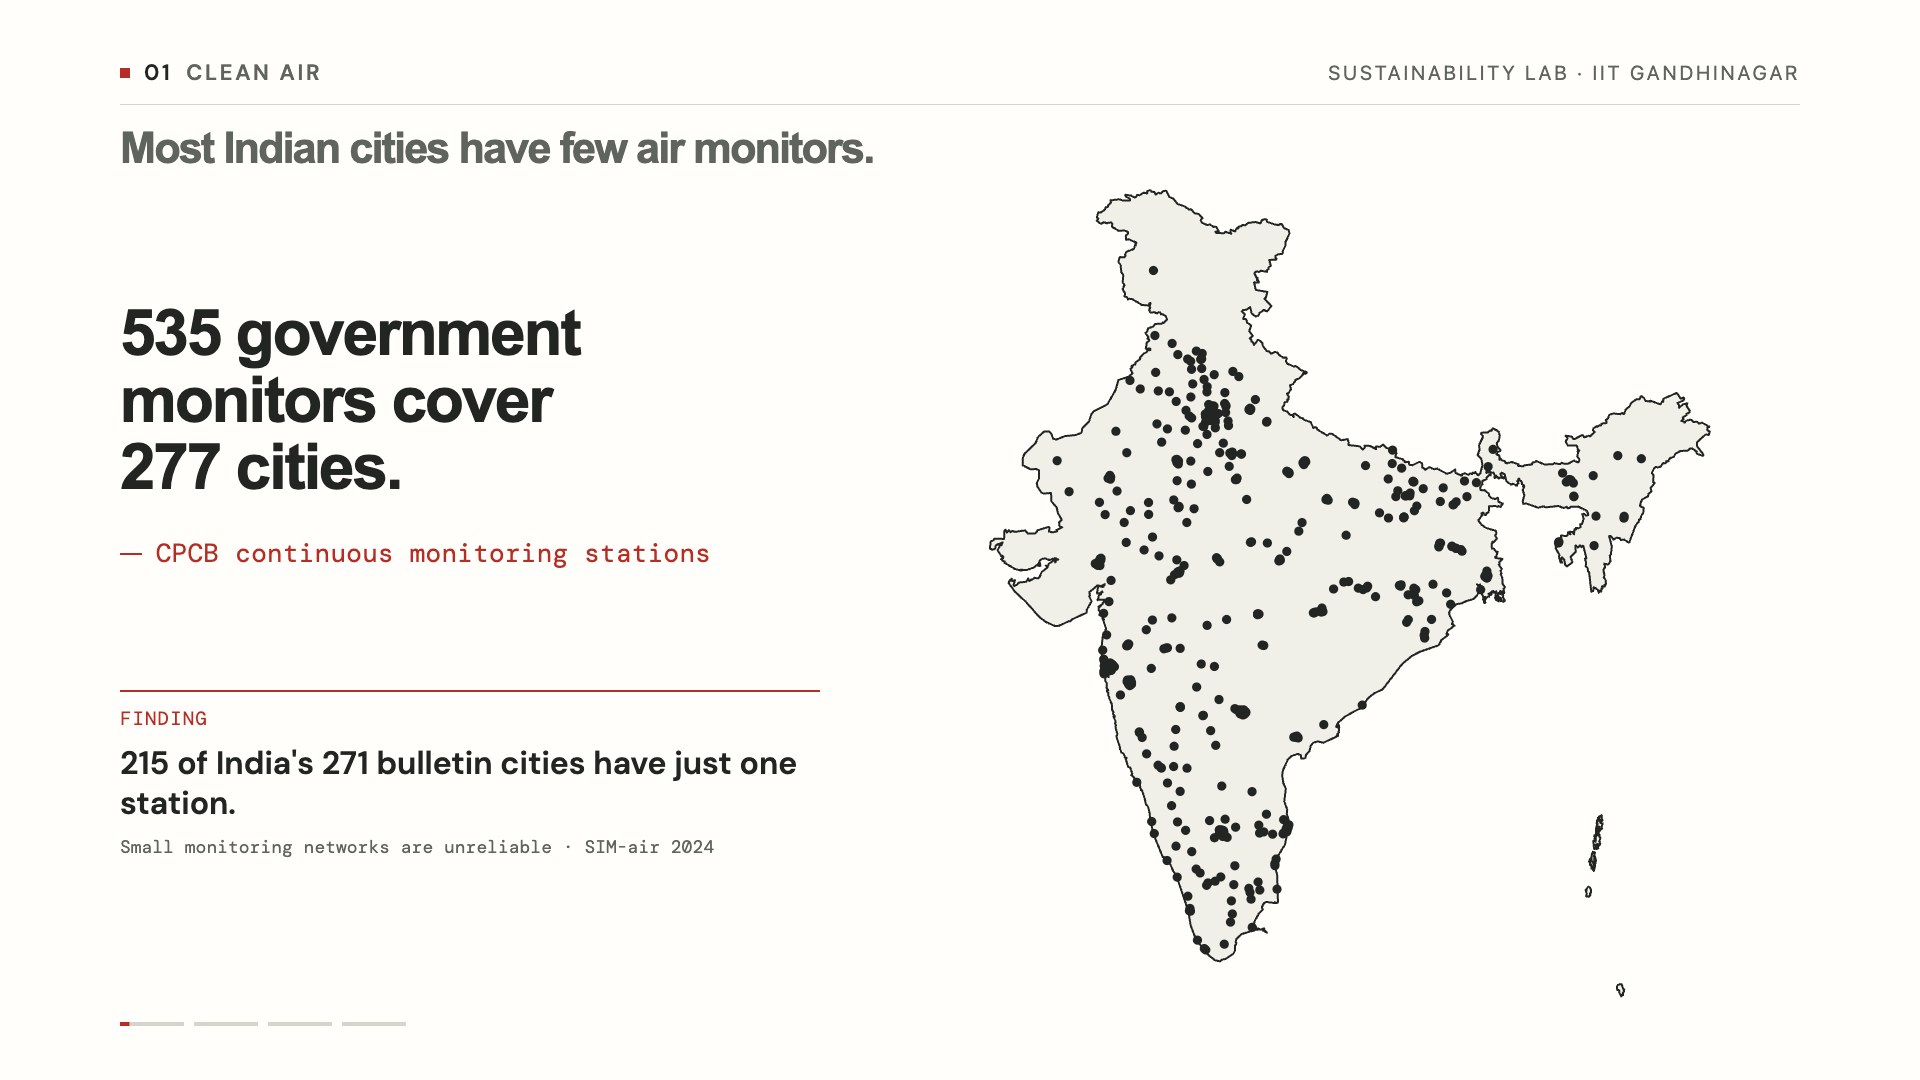 01 CLEAN AIR
SUSTAINABILITY LAB · IIT GANDHINAGAR
Most Indian cities have few air monitors.
535 government
monitors cover
277 cities.
— CPCB continuous monitoring stations
FINDING
215 of India's 271 bulletin cities have just one
station.
Small monitoring networks are unreliable · SIM-air 2024